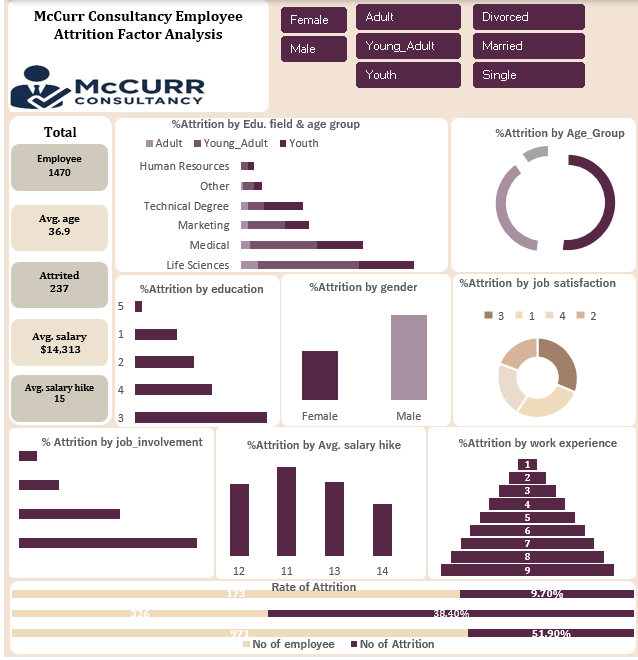 McCurr Consultancy Employee
Attrition Factor Analysis
McCURR
CONSULTANCY
Female
Male
Adult
Young_Adult
Youth
Divorced
Married
Single
Total
Employee
1470
Avg. age
36.9
Attrited
237
Avg. salary
$14,313
Avg. salary hike
15
%Attrition by Edu. field & age group
Adult Young_Adult Youth
Human Resources
Other
Technical Degree
Marketing
Medical
Life Sciences
%Attrition by Age_Group
%Attrition by education
5
1
2
4
3
%Attrition by gender
Female Male
%Attrition by job satisfaction
3 1 4 2
% Attrition by job_involvement
%Attrition by Avg. salary hike
12 11 13 14
%Attrition by work experience
1
2
3
4
5
6
7
8
9
Rate of Attrition
173 9.70%
326 38.40%
971 51.90%
No of employee No of Attrition